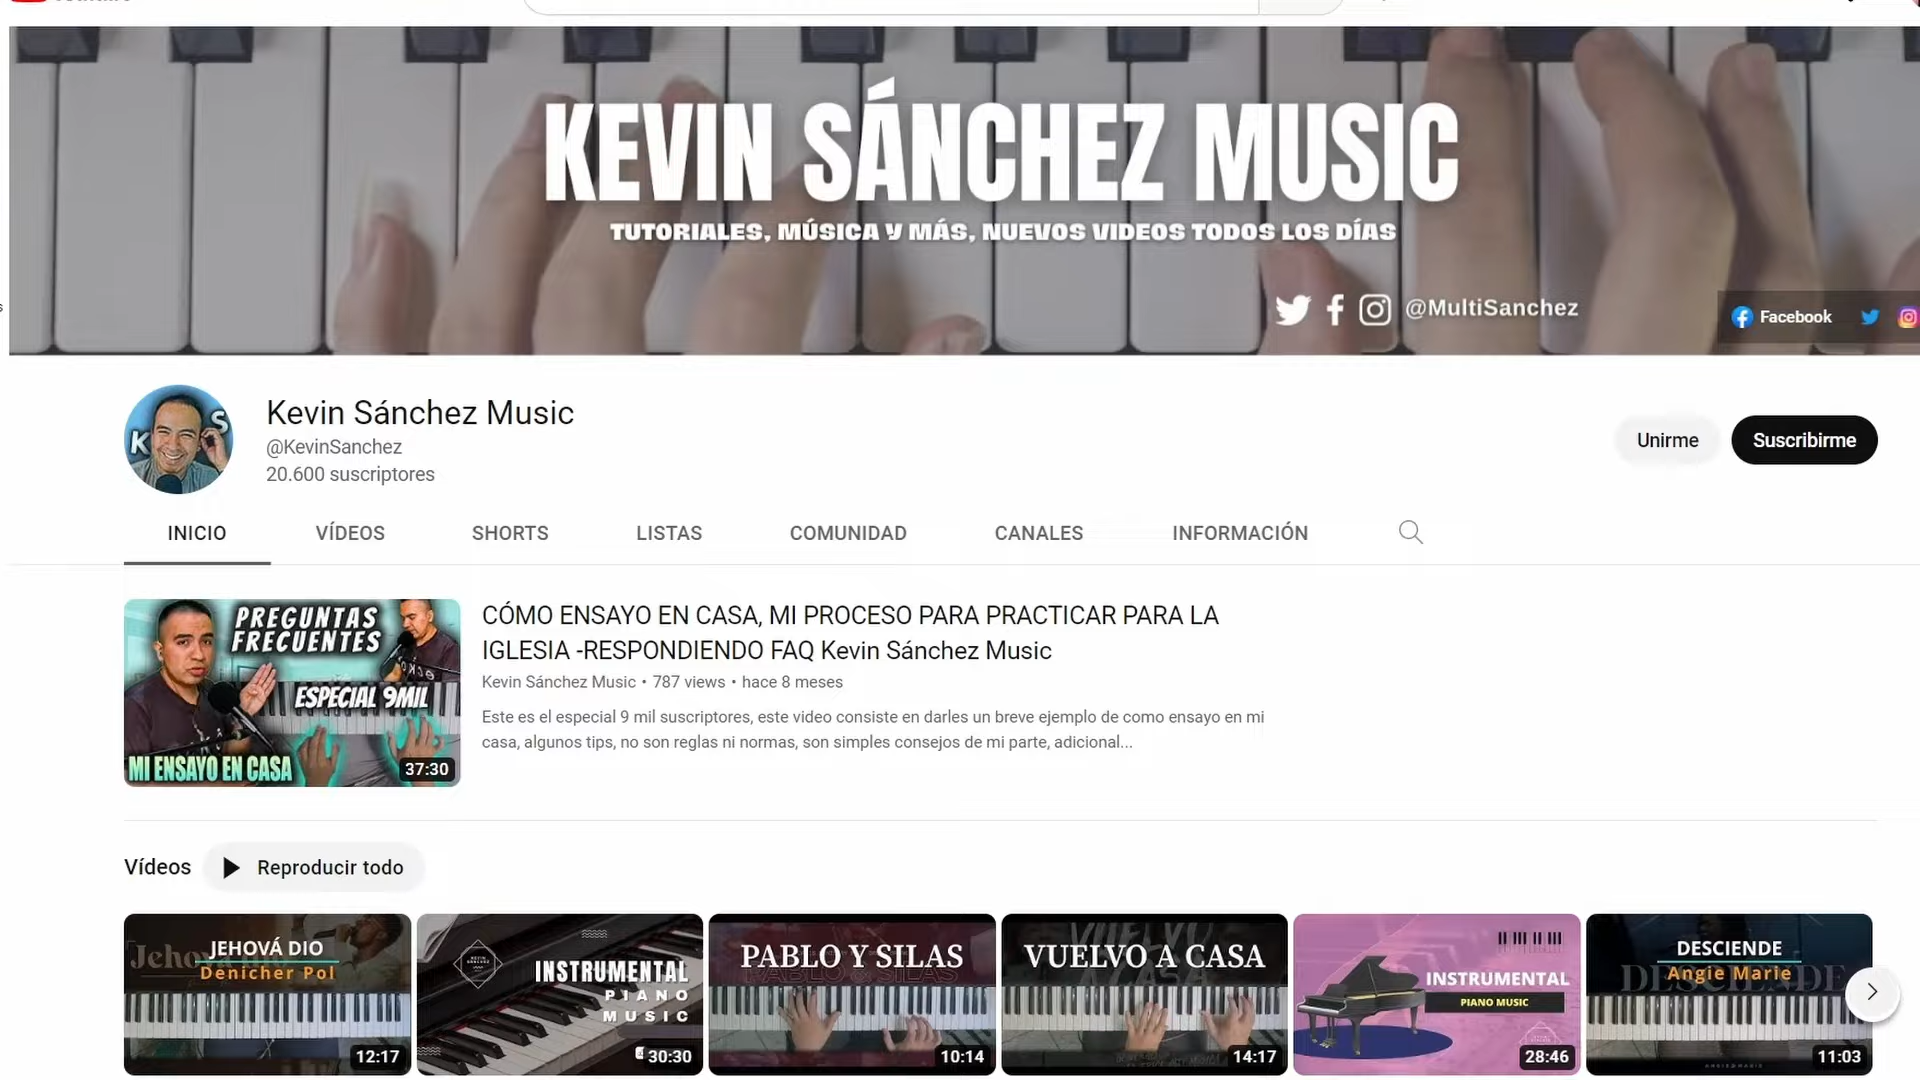 KEVIN SÁNCHEZ MUSIC
TUTORIALES, MÚSICA Y MÁS, NUEVOS VIDEOS TODOS LOS DÍAS
@MultiSanchez
Facebook
Kevin Sánchez Music
@KevinSanchez
20.600 suscriptores
Unirme
Suscribirme
INICIO
VÍDEOS
SHORTS
LISTAS
COMUNIDAD
CANALES
INFORMACIÓN
PREGUNTAS
FRECUENTES
ESPECIAL 9MIL
MI ENSAYO EN CASA
37:30
CÓMO ENSAYO EN CASA, MI PROCESO PARA PRACTICAR PARA LA
IGLESIA -RESPONDIENDO FAQ Kevin Sánchez Music
Kevin Sánchez Music • 787 views • hace 8 meses
Este es el especial 9 mil suscriptores, este video consiste en darles un breve ejemplo de como ensayo en mi
casa, algunos tips, no son reglas ni normas, son simples consejos de mi parte, adicional...
Vídeos
Reproducir todo
JEHOVÁ DIO
Denicher Pol
12:17
INSTRUMENTAL
PIANO
MUSIC
30:30
PABLO Y SILAS
10:14
VUELVO A CASA
14:17
INSTRUMENTAL
PIANO MUSIC
28:46
DESCIENDE
Angie Marie
11:03